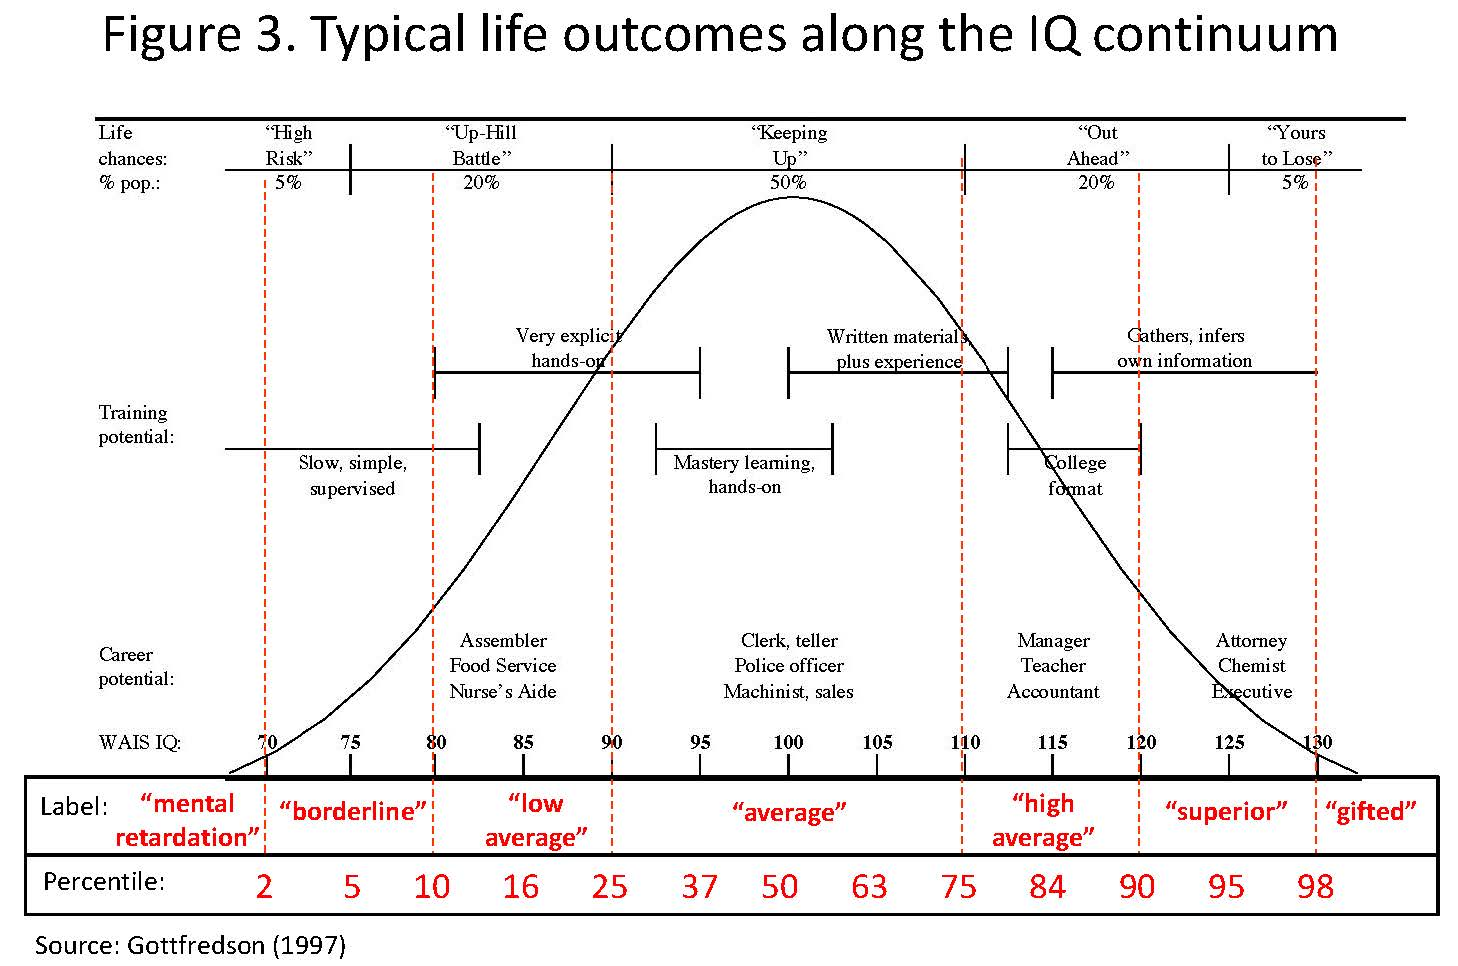 Figure 3. Typical life outcomes along the IQ continuum
Life chances: “High Risk” “Up-Hill Battle” “Keeping Up” “Out Ahead” “Yours to Lose”
% pop.: 5% 20% 50% 20% 5%
Very explicit hands-on
Written materials, plus experience
Gathers, infers own information
Training potential:
Slow, simple, supervised
Mastery learning, hands-on
College format
Career potential:
Assembler
Food Service
Nurse’s Aide
Clerk, teller
Police officer
Machinist, sales
Manager
Teacher
Accountant
Attorney
Chemist
Executive
WAIS IQ: 70 75 80 85 90 95 100 105 110 115 120 125 130
Label: “mental retardation” “borderline” “low average” “average” “high average” “superior” “gifted”
Percentile: 2 5 10 16 25 37 50 63 75 84 90 95 98
Source: Gottfredson (1997)